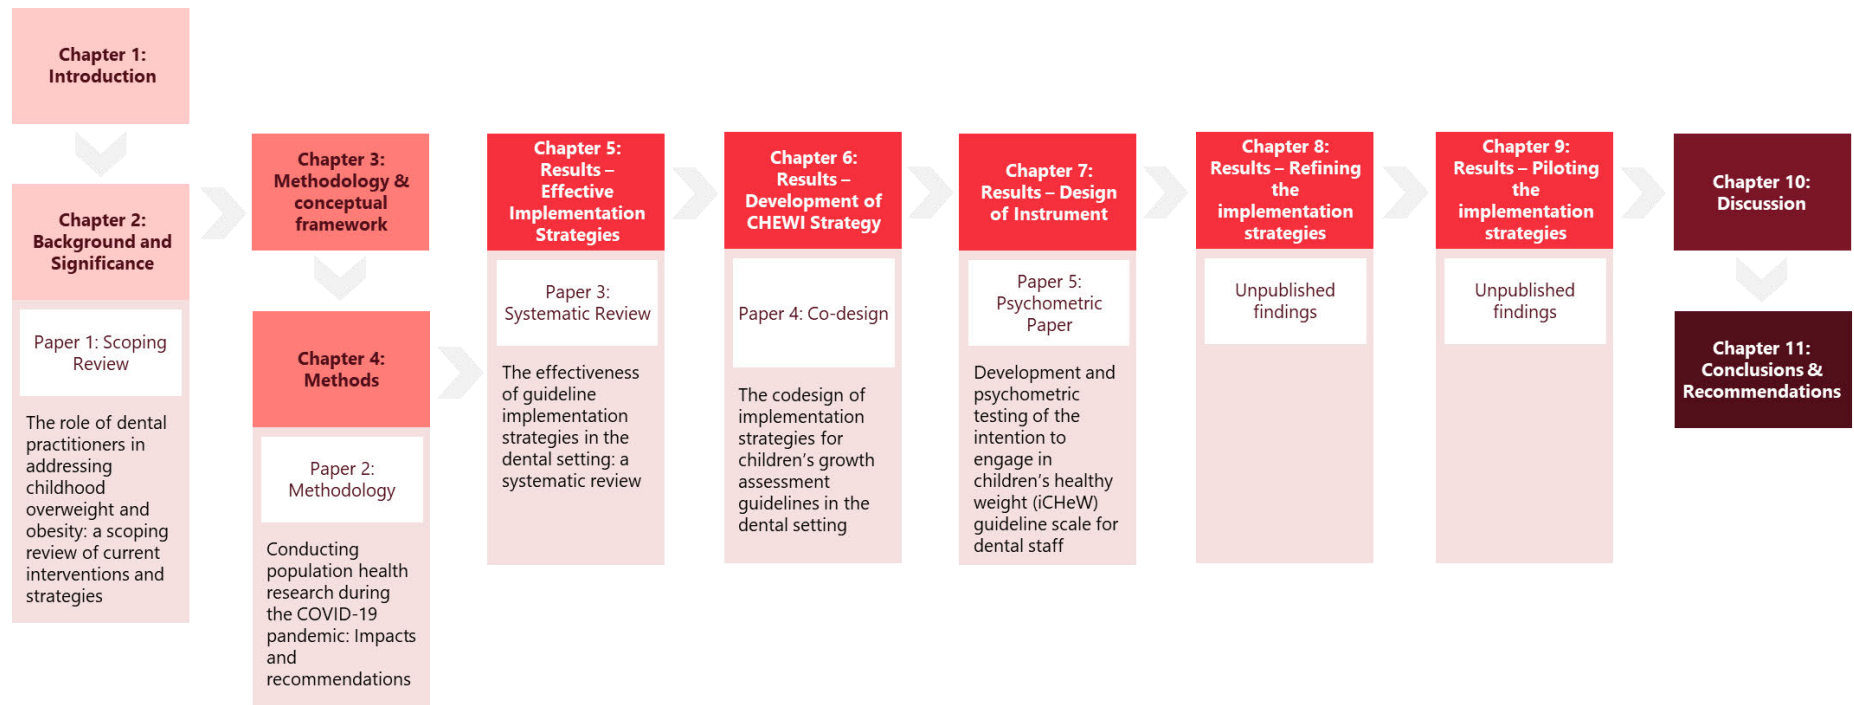 Chapter 1:
Introduction
Chapter 2:
Background and
Significance
Paper 1: Scoping
Review
The role of dental
practitioners in
addressing
childhood
overweight and
obesity: a scoping
review of current
interventions and
strategies
Chapter 3:
Methodology &
conceptual
framework
Chapter 4:
Methods
Paper 2:
Methodology
Conducting
population health
research during
the COVID-19
pandemic: Impacts
and
recommendations
Chapter 5:
Results –
Effective
Implementation
Strategies
Paper 3:
Systematic Review
The effectiveness
of guideline
implementation
strategies in the
dental setting: a
systematic review
Chapter 6:
Results –
Development of
CHEWI Strategy
Paper 4: Co-design
The codesign of
implementation
strategies for
children’s growth
assessment
guidelines in the
dental setting
Chapter 7:
Results – Design
of Instrument
Paper 5:
Psychometric
Paper
Development and
psychometric
testing of the
intention to
engage in
children’s healthy
weight (iCHeW)
guideline scale for
dental staff
Chapter 8:
Results – Refining
the
implementation
strategies
Unpublished
findings
Chapter 9:
Results – Piloting
the
implementation
strategies
Unpublished
findings
Chapter 10:
Discussion
Chapter 11:
Conclusions &
Recommendations